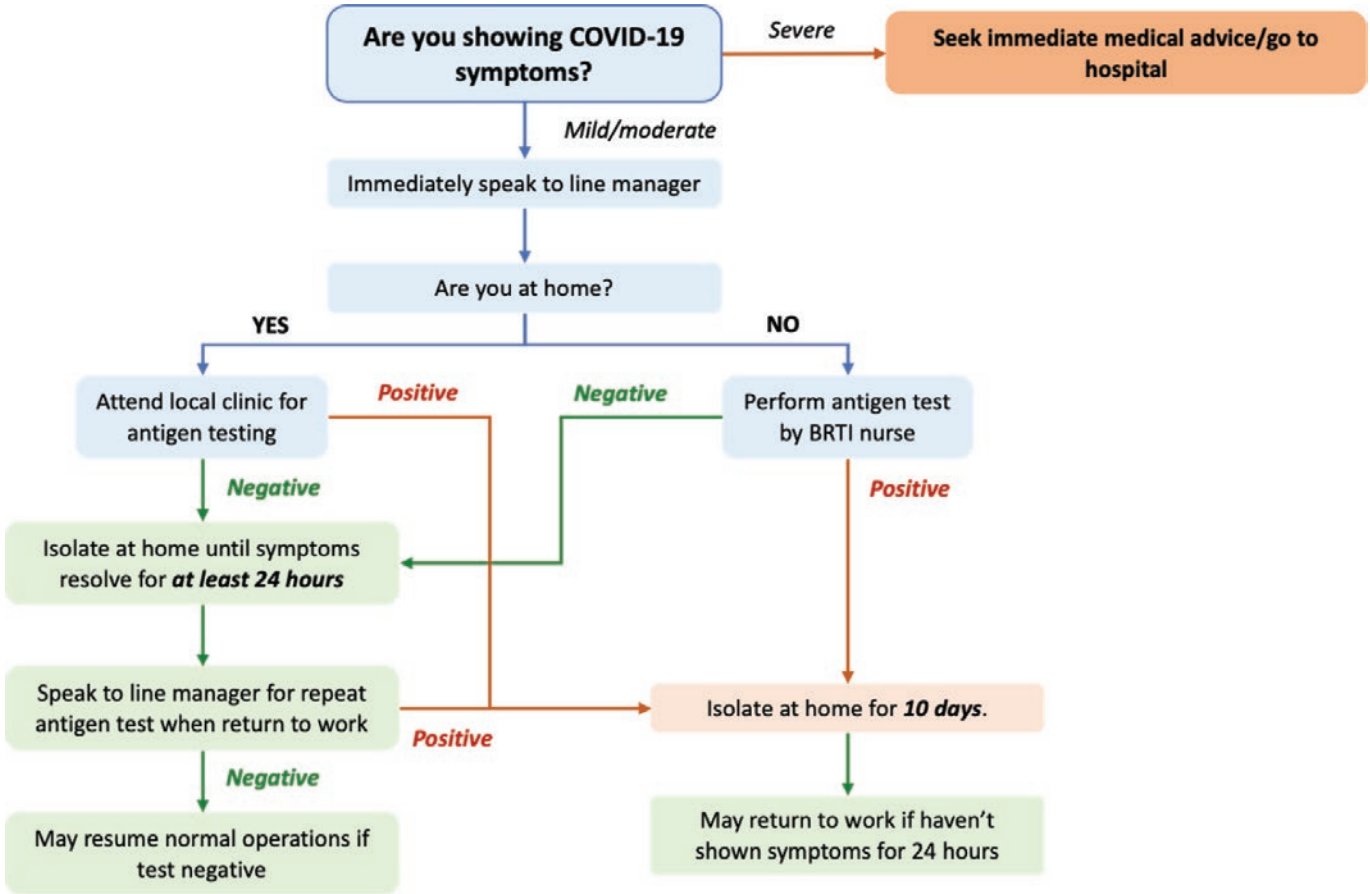 Are you showing COVID-19
symptoms?
Severe
Seek immediate medical advice/go to
hospital
Mild/moderate
Immediately speak to line manager
Are you at home?
YES
NO
Attend local clinic for
antigen testing
Positive
Negative
Perform antigen test
by BRTI nurse
Negative
Positive
Isolate at home until symptoms
resolve for at least 24 hours
Speak to line manager for repeat
antigen test when return to work
Positive
Isolate at home for 10 days.
Negative
May resume normal operations if
test negative
May return to work if haven’t
shown symptoms for 24 hours